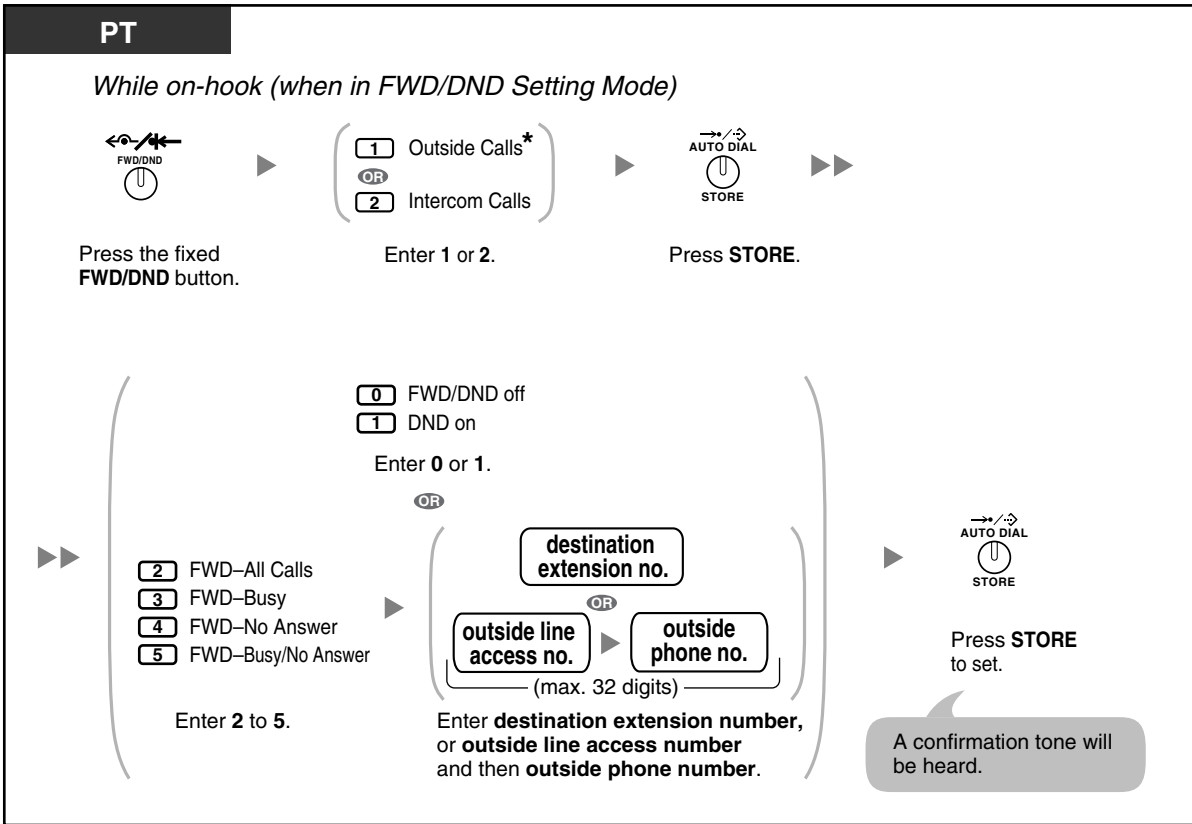 PT
While on-hook (when in FWD/DND Setting Mode)
FWD/DND
Press the fixed
FWD/DND button.
1 Outside Calls*
OR
2 Intercom Calls
Enter 1 or 2.
AUTO DIAL
STORE
Press STORE.
0 FWD/DND off
1 DND on
Enter 0 or 1.
OR
2 FWD–All Calls
3 FWD–Busy
4 FWD–No Answer
5 FWD–Busy/No Answer
Enter 2 to 5.
destination
extension no.
OR
outside line
access no.
outside
phone no.
(max. 32 digits)
Enter destination extension number,
or outside line access number
and then outside phone number.
AUTO DIAL
STORE
Press STORE
to set.
A confirmation tone will
be heard.